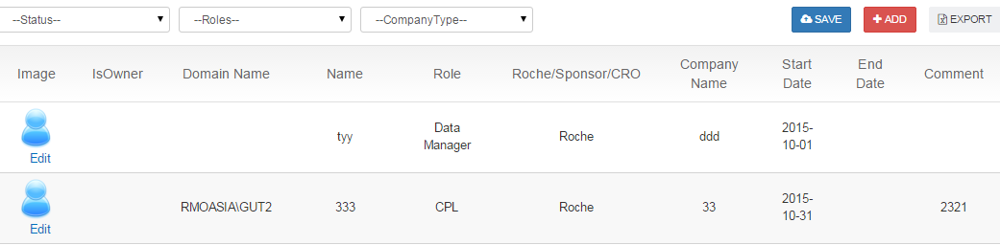 --Status-- --Roles-- --CompanyType-- SAVE ADD EXPORT
Image IsOwner Domain Name Name Role Roche/Sponsor/CRO Company Name Start Date End Date Comment
tyy Data Manager Roche ddd 2015-10-01
Edit
RMOASIA\GUT2 333 CPL Roche 33 2015-10-31 2321
Edit